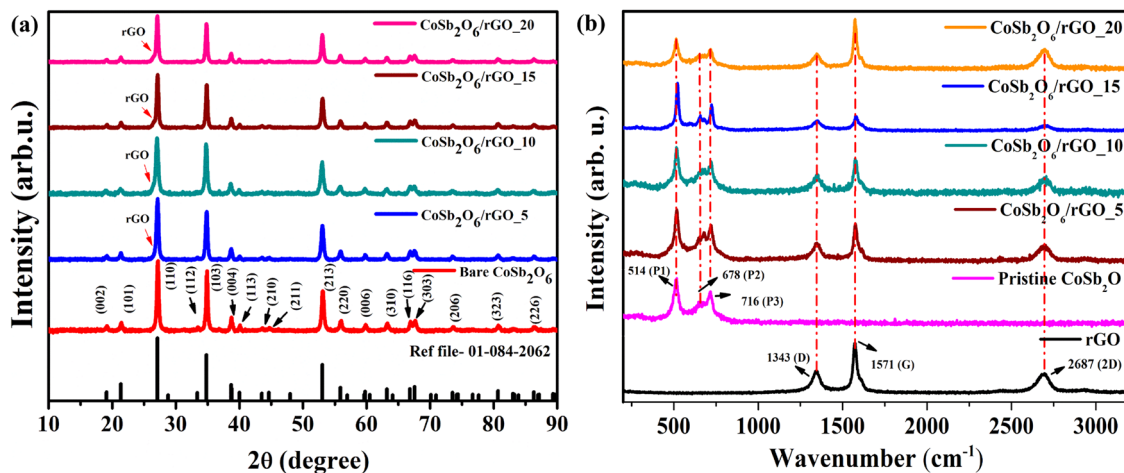 (a)
rGO
CoSb2O6/rGO_20
rGO
CoSb2O6/rGO_15
rGO
CoSb2O6/rGO_10
rGO
CoSb2O6/rGO_5
Bare CoSb2O6
(002)
(101)
(110)
(112)
(103)
(004)
(113)
(210)
(211)
(213)
(220)
(006)
(310)
(116)
(303)
(206)
(323)
(226)
Ref file- 01-084-2062
Intensity (arb.u.)
10 20 30 40 50 60 70 80 90
2θ (degree)
(b)
CoSb2O6/rGO_20
CoSb2O6/rGO_15
CoSb2O6/rGO_10
CoSb2O6/rGO_5
514 (P1)
678 (P2)
716 (P3)
Pristine CoSb2O
rGO
1343 (D)
1571 (G)
2687 (2D)
Intensity (arb. u.)
500 1000 1500 2000 2500 3000
Wavenumber (cm-1)